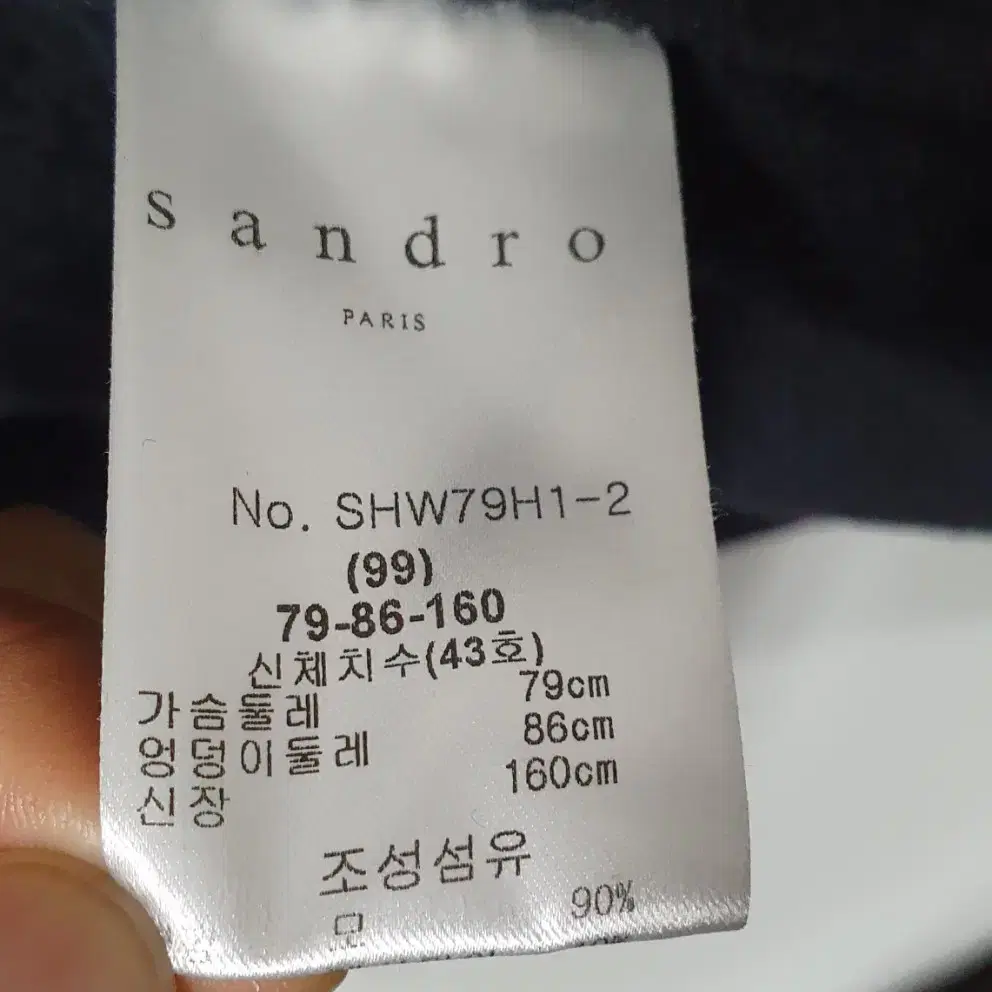 sandro
PARIS
No. SHW79H1-2
(99)
79-86-160
신체치수(43호)
가슴둘레 79cm
엉덩이둘레 86cm
신장 160cm
조성섬유
모 90%